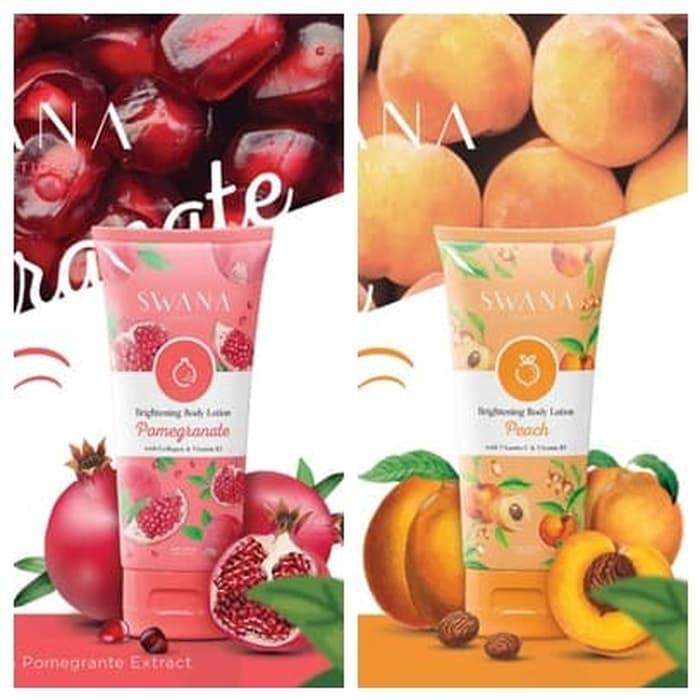 ANA
ranate
SWANA
Brightening Body Lotion
Pomegranate
with Collagen & Vitamin B3
Pomegrante Extract
ANA
SWANA
Brightening Body Lotion
Peach
with Vitamin C & Vitamin B3